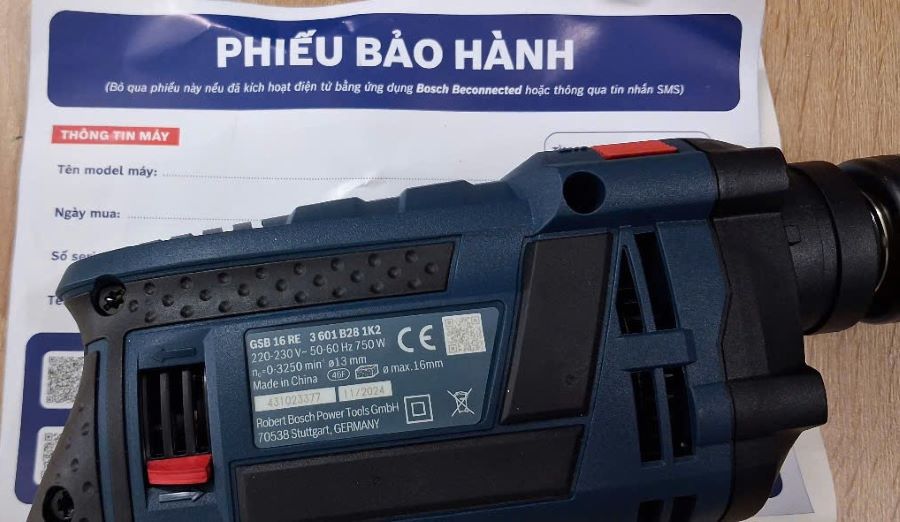 PHIẾU BẢO HÀNH
(Bỏ qua phiếu này nếu đã kích hoạt điện tử bằng ứng dụng Bosch Beconnected hoặc thông qua tin nhắn SMS)
THÔNG TIN MÁY
Tên model máy:
Ngày mua:
Số
GSB 16 RE 3 601 B28 1K2
220-230 V~ 50-60 Hz 750 W
n₀=0-3250 min⁻¹ ø13 mm
Made in China 46F ø max.16mm
431023377 11/2024
Robert Bosch Power Tools GmbH
70538 Stuttgart, GERMANY
CE